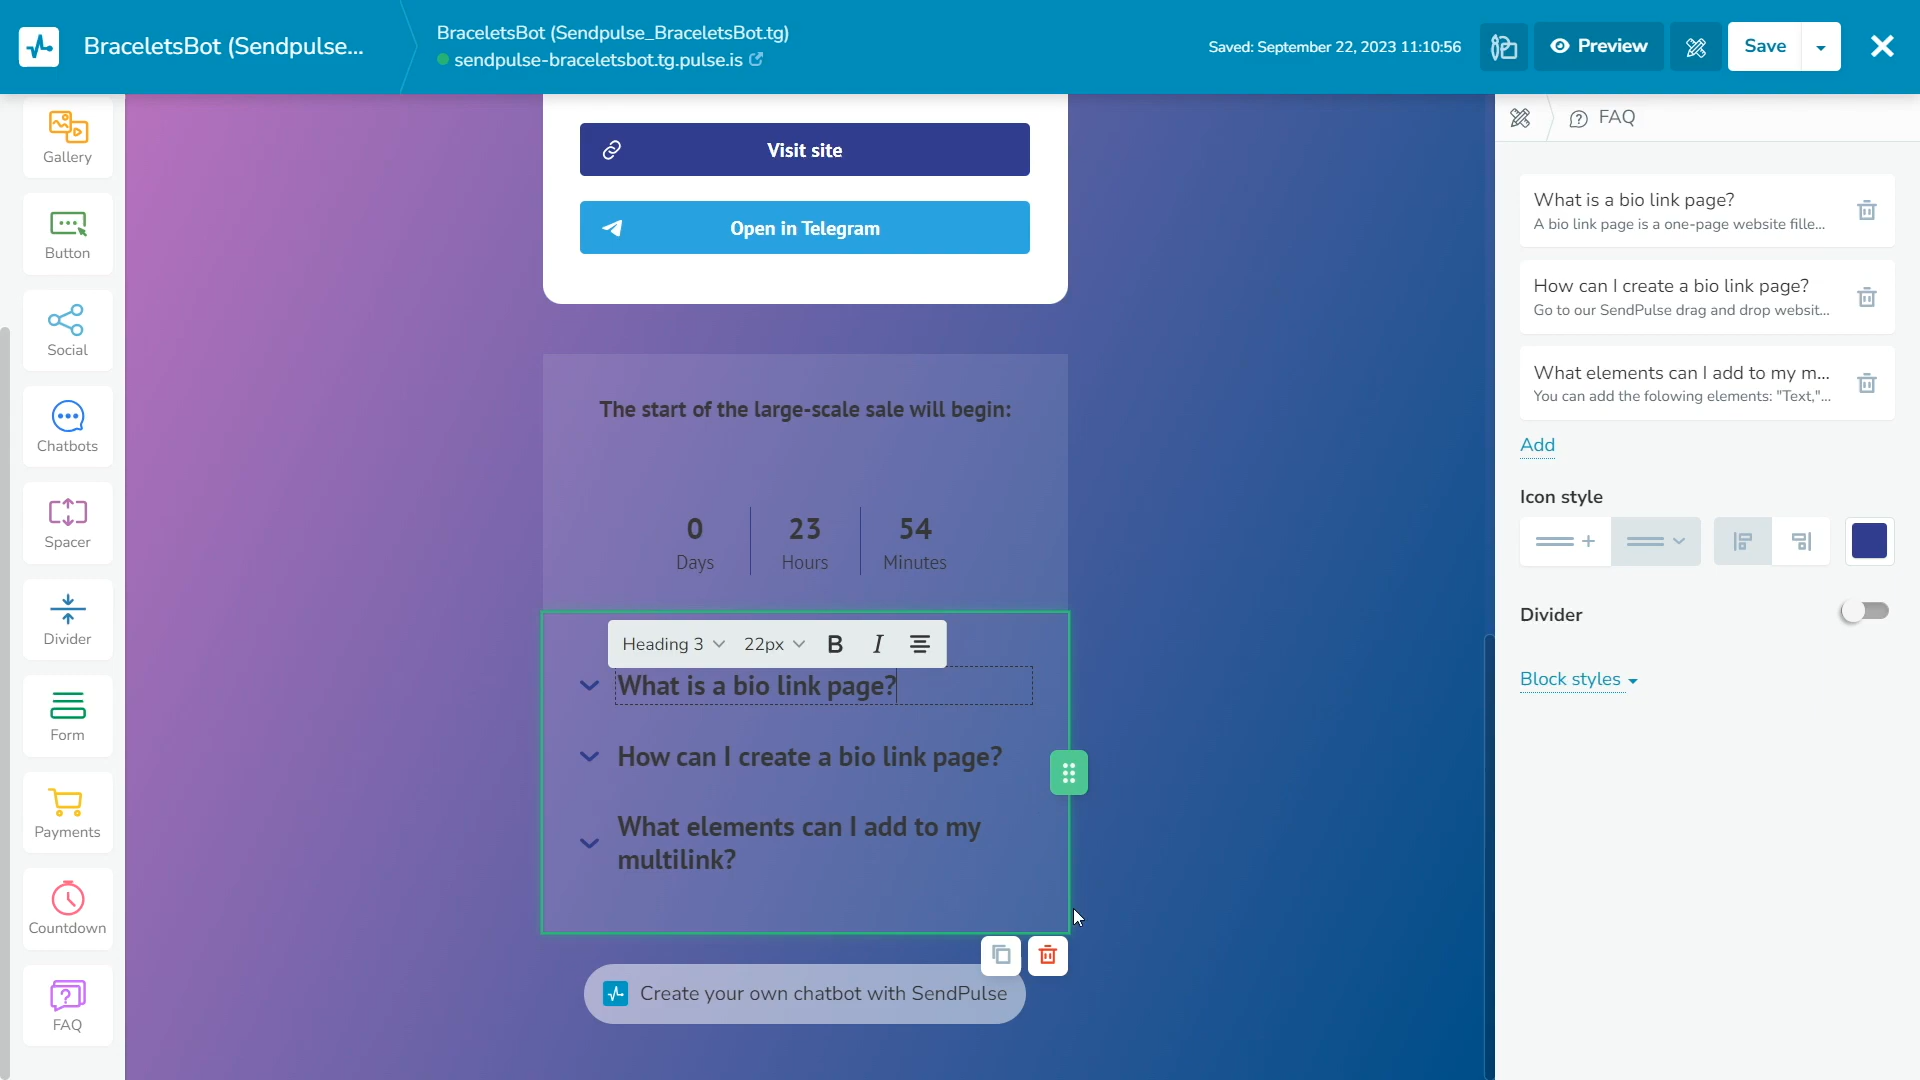 BraceletsBot (Sendpulse...
BraceletsBot (Sendpulse_BraceletsBot.tg)
sendpulse-braceletsbot.tg.pulse.is
Saved: September 22, 2023 11:10:56
Preview
Save
Gallery
Button
Social
Chatbots
Spacer
Divider
Form
Payments
Countdown
FAQ
Visit site
Open in Telegram
The start of the large-scale sale will begin:
0
23
54
Days
Hours
Minutes
Heading 3
22px
B
I
What is a bio link page?
How can I create a bio link page?
What elements can I add to my
multilink?
Create your own chatbot with SendPulse
FAQ
What is a bio link page?
A bio link page is a one-page website fille...
How can I create a bio link page?
Go to our SendPulse drag and drop websit...
What elements can I add to my m...
You can add the folowing elements: "Text,"...
Add
Icon style
Divider
Block styles